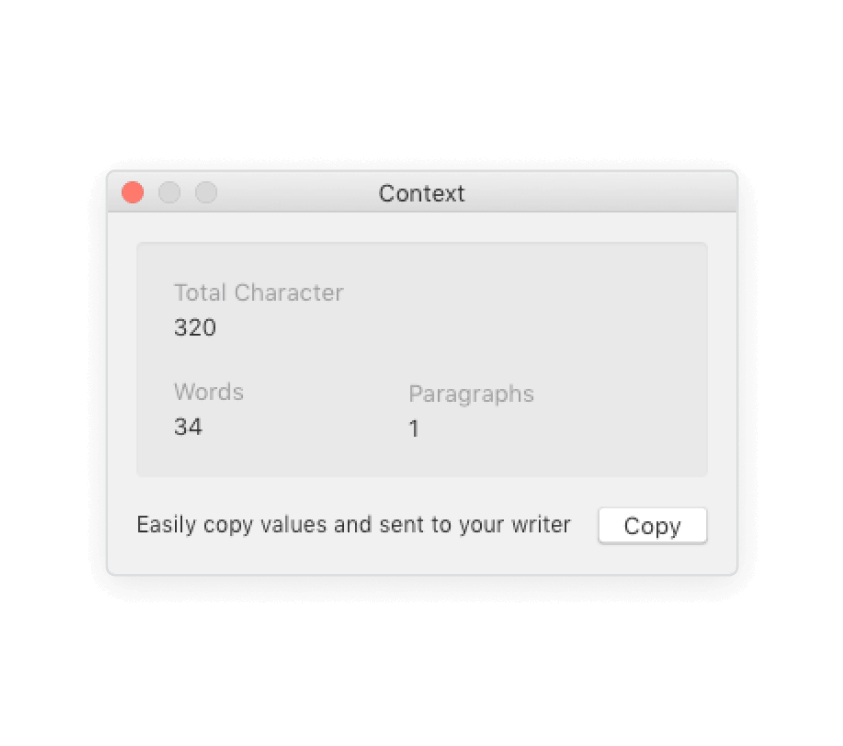 Context
Total Character
320
Words
34
Paragraphs
1
Easily copy values and sent to your writer
Copy